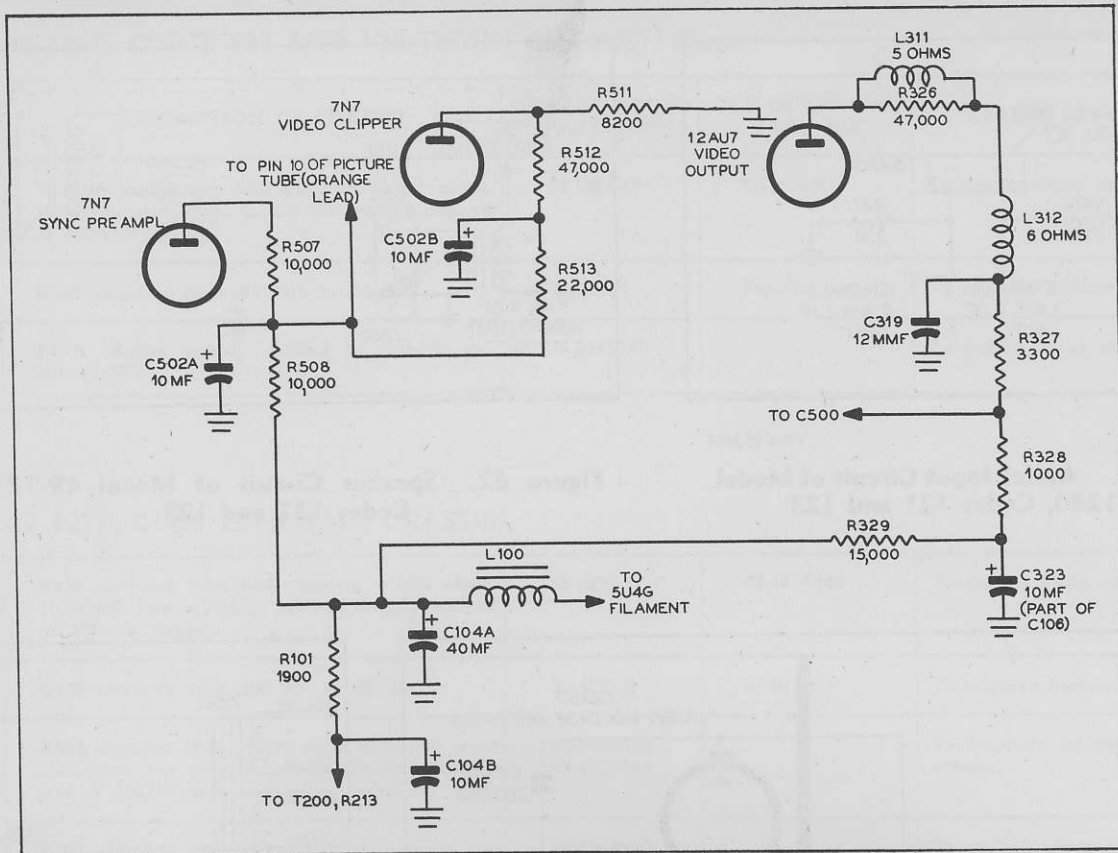 L311
5 OHMS
R326
47,000
R511
8200
7N7
VIDEO CLIPPER
12AU7
VIDEO
OUTPUT
R512
47,000
TO PIN 10 OF PICTURE
TUBE(ORANGE
LEAD)
7N7
SYNC PREAMPL.
L312
6 OHMS
C502B
10 MF
R507
10,000
R513
22,000
C319
12 MMF
R327
3300
C502A
10 MF
R508
10,000
TO C500
R328
1000
R329
15,000
L100
TO
5U4G
FILAMENT
C323
10 MF
(PART OF
C106)
C104A
40 MF
R101
1900
C104B
10MF
TO T200, R213